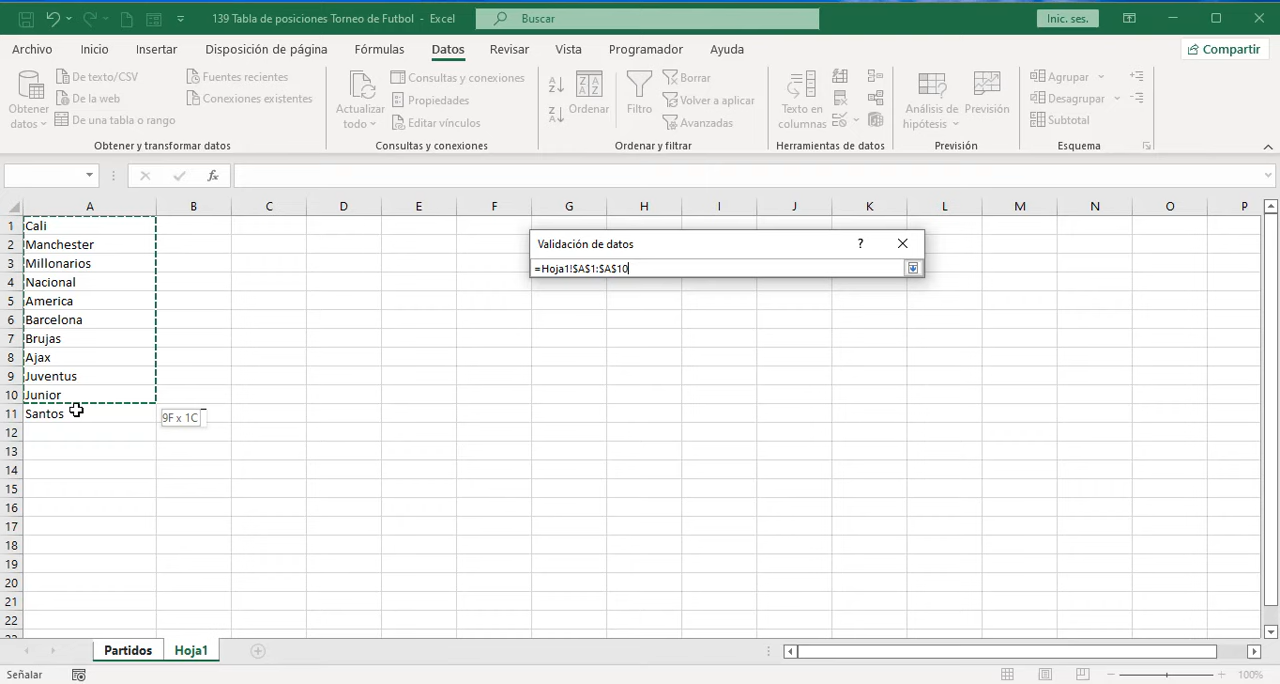 139 Tabla de posiciones Torneo de Futbol - Excel
Buscar
Inic. ses.
Archivo Inicio Insertar Disposición de página Fórmulas Datos Revisar Vista Programador Ayuda
Compartir
Obtener datos
De texto/CSV
De la web
De una tabla o rango
Fuentes recientes
Conexiones existentes
Obtener y transformar datos
Actualizar todo
Consultas y conexiones
Propiedades
Editar vínculos
Consultas y conexiones
Ordenar
Filtro
Borrar
Volver a aplicar
Avanzadas
Ordenar y filtrar
Texto en columnas
Herramientas de datos
Análisis de hipótesis
Previsión
Previsión
Agrupar
Desagrupar
Subtotal
Esquema
fx
A B C D E F G H I J K L M N O P
1 Cali
2 Manchester
3 Millonarios
4 Nacional
5 America
6 Barcelona
7 Brujas
8 Ajax
9 Juventus
10 Junior
11 Santos
12
13
14
15
16
17
18
19
20
21
22
23
9F x 1C
Validación de datos ?
=Hoja1!$A$1:$A$10
Partidos Hoja1
Señalar
100%